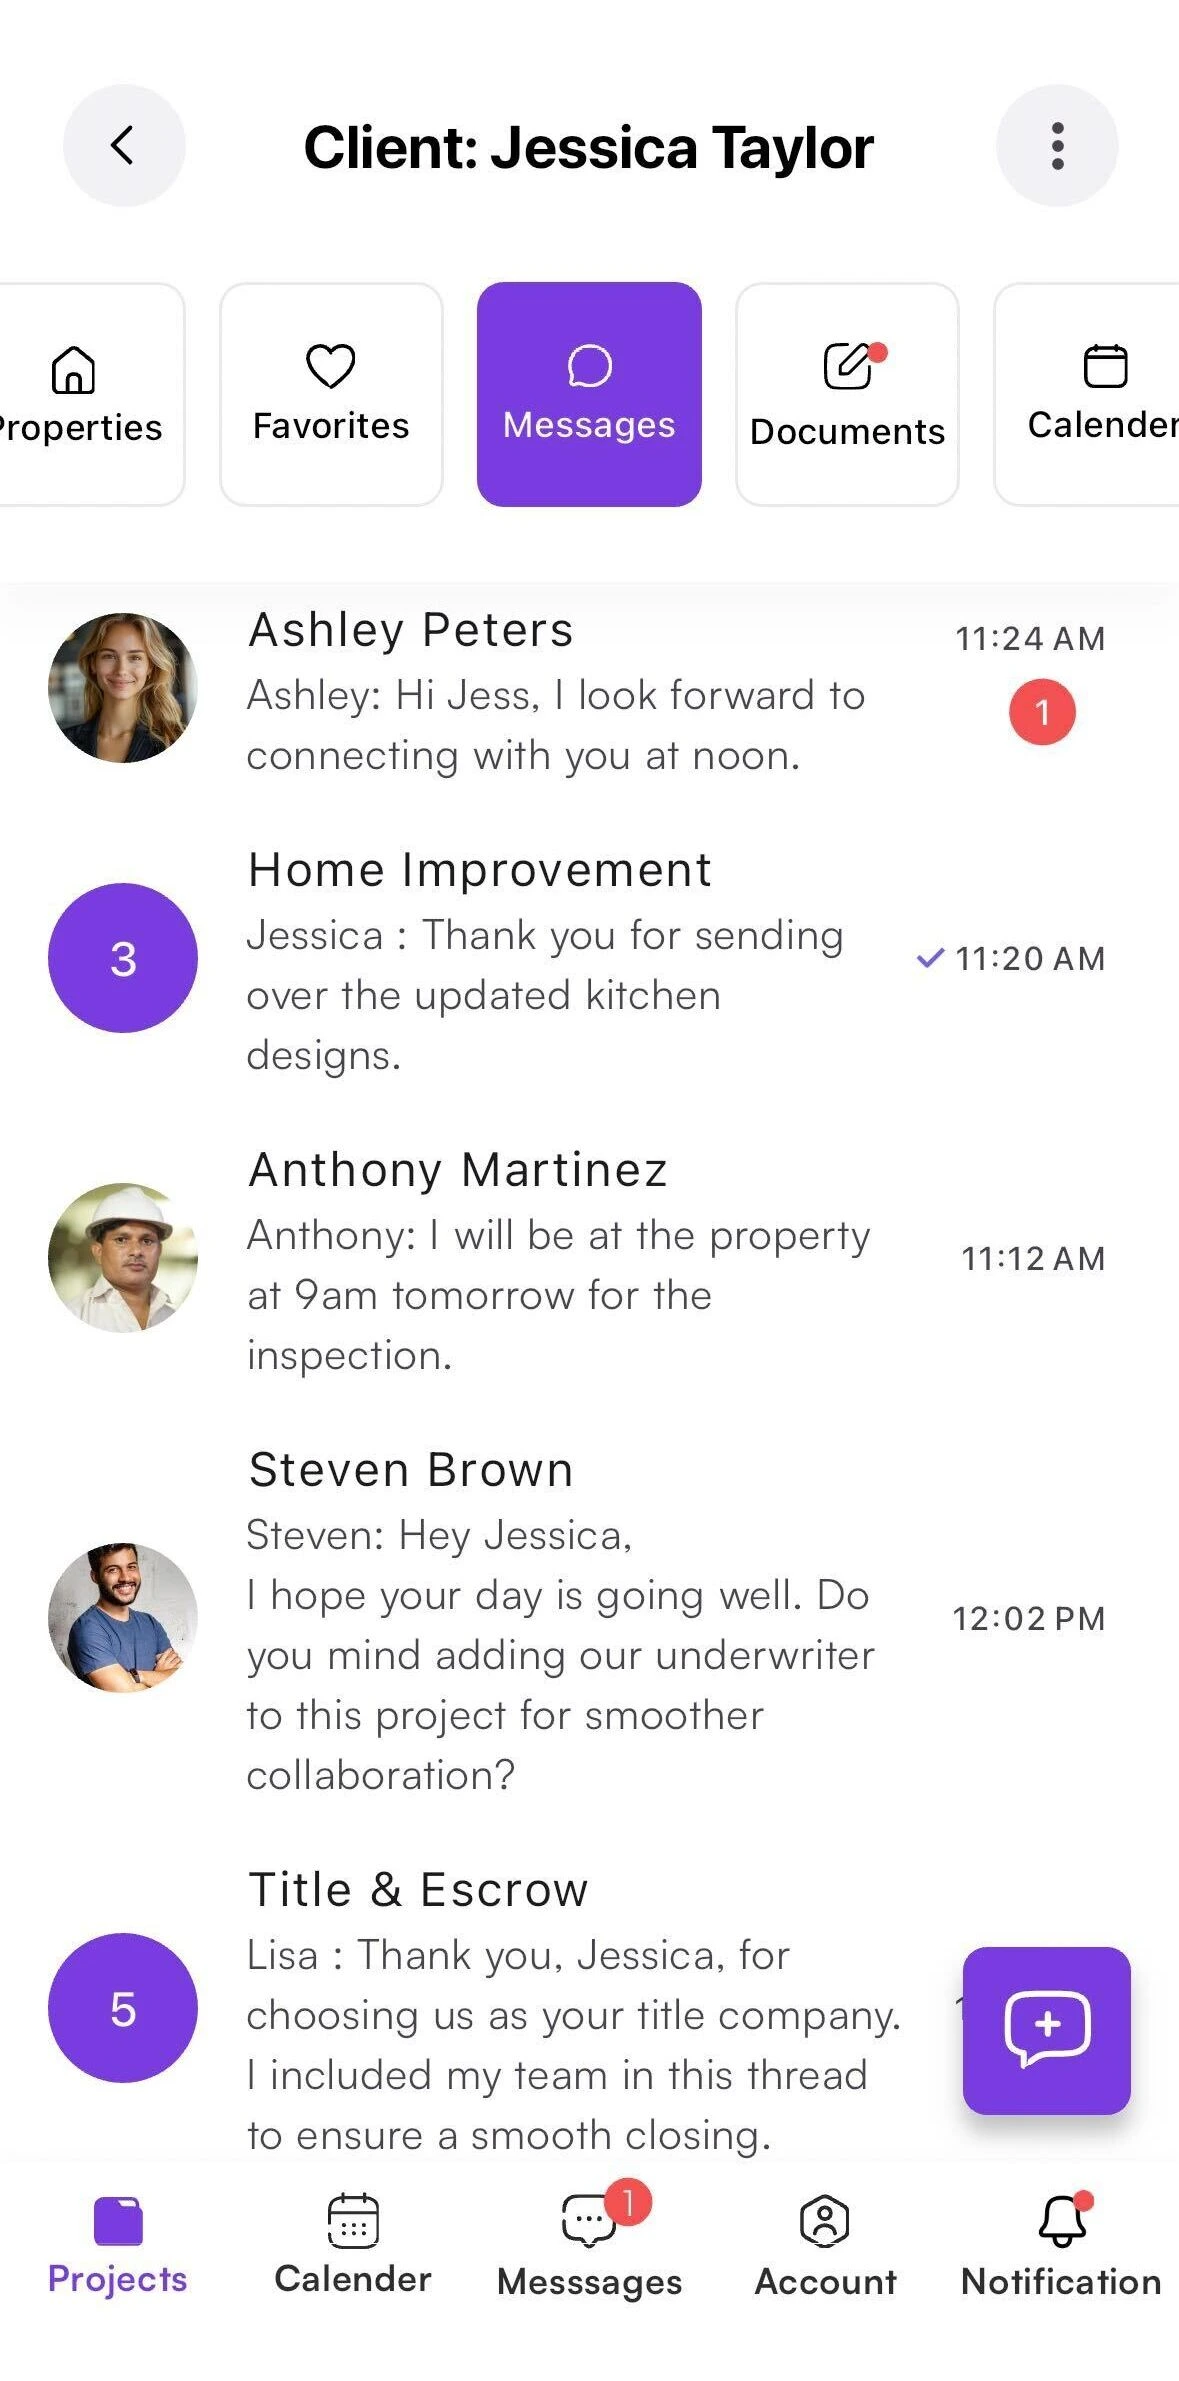 Client: Jessica Taylor
Properties
Favorites
Messages
Documents
Calender
Ashley Peters
11:24 AM
Ashley: Hi Jess, I look forward to
1
connecting with you at noon.
Home Improvement
3
Jessica : Thank you for sending
11:20 AM
over the updated kitchen
designs.
Anthony Martinez
Anthony: I will be at the property
11:12 AM
at 9am tomorrow for the
inspection.
Steven Brown
Steven: Hey Jessica,
I hope your day is going well. Do
12:02 PM
you mind adding our underwriter
to this project for smoother
collaboration?
Title & Escrow
5
Lisa : Thank you, Jessica, for
choosing us as your title company.
I included my team in this thread
to ensure a smooth closing.
1
Projects
Calender
Messsages
Account
Notification